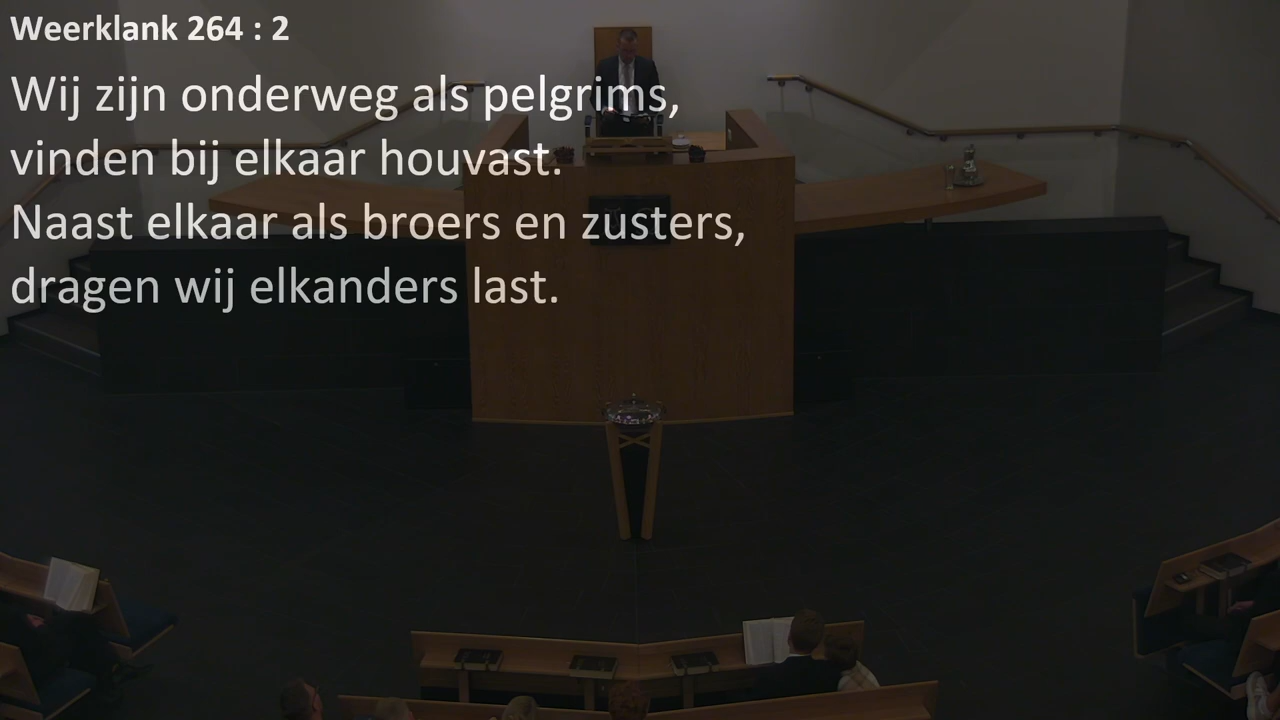 Weerklank 264 : 2
Wij zijn onderweg als pelgrims,
vinden bij elkaar houvast.
Naast elkaar als broers en zusters,
dragen wij elkanders last.